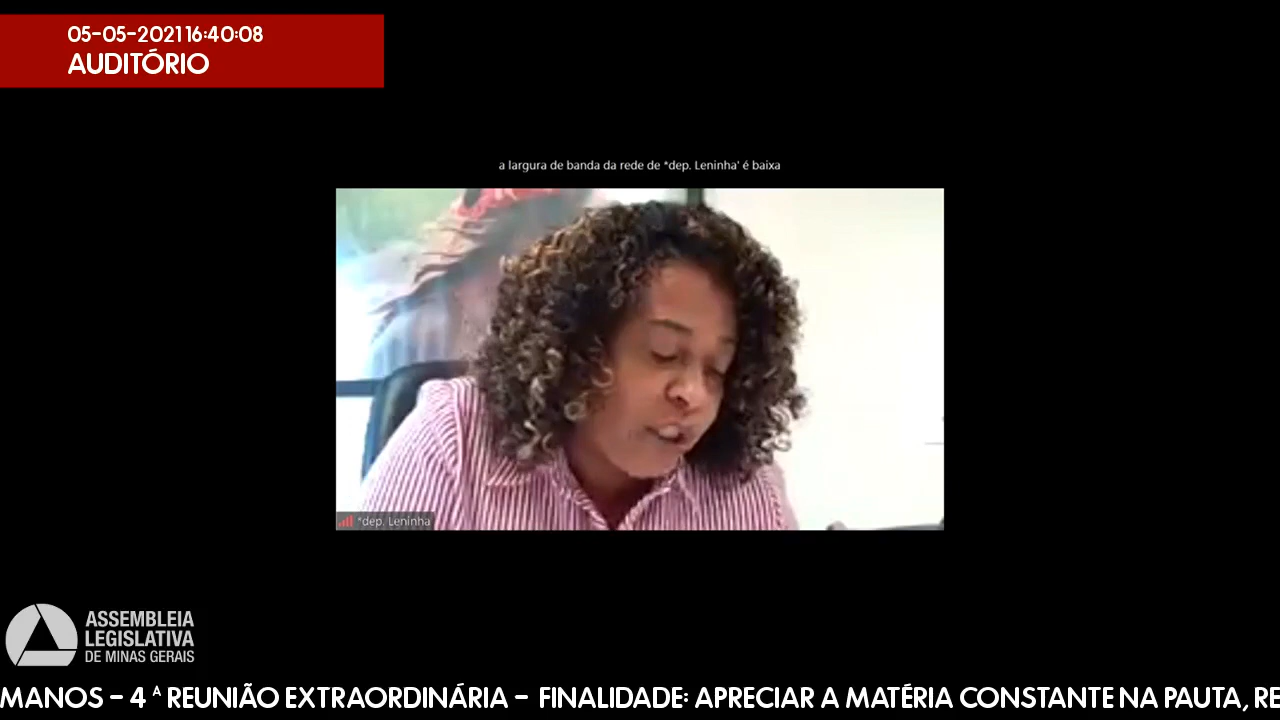 05-05-2021 16:40:08
AUDITÓRIO
a largura de banda da rede de *dep. Leninha' é baixa
*dep. Leninha
ASSEMBLEIA
LEGISLATIVA
DE MINAS GERAIS
MANOS - 4ª REUNIÃO EXTRAORDINÁRIA - FINALIDADE: APRECIAR A MATÉRIA CONSTANTE NA PAUTA, RE